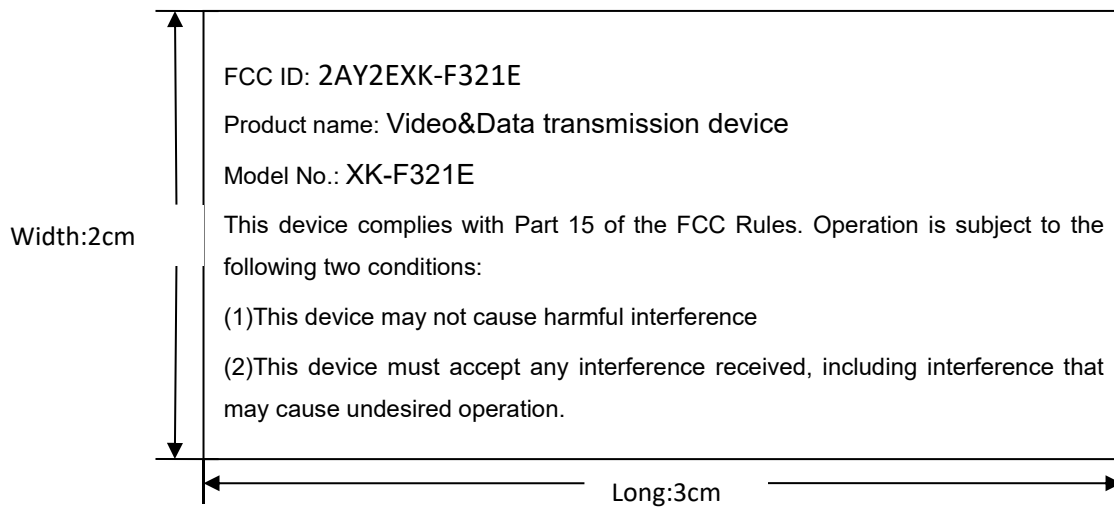 FCC ID: 2AY2EXK-F321E
Product name: Video&Data transmission device
Model No.: XK-F321E
This device complies with Part 15 of the FCC Rules. Operation is subject to the
Width:2cm
following two conditions:
(1)This device may not cause harmful interference
(2)This device must accept any interference received, including interference that
may cause undesired operation.
Long:3cm